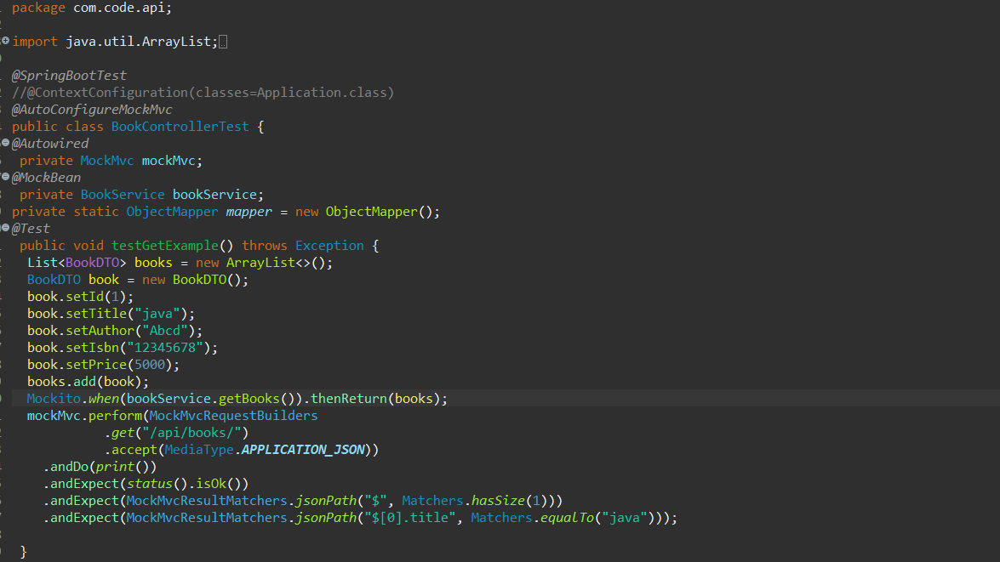 package com.code.api;
import java.util.ArrayList;
@SpringBootTest
//@ContextConfiguration(classes=Application.class)
@AutoConfigureMockMvc
public class BookControllerTest {
@Autowired
private MockMvc mockMvc;
@MockBean
private BookService bookService;
private static ObjectMapper mapper = new ObjectMapper();
@Test
public void testGetExample() throws Exception {
List<BookDTO> books = new ArrayList<>();
BookDTO book = new BookDTO();
book.setId(1);
book.setTitle("java");
book.setAuthor("Abcd");
book.setIsbn("12345678");
book.setPrice(5000);
books.add(book);
Mockito.when(bookService.getBooks()).thenReturn(books);
mockMvc.perform(MockMvcRequestBuilders
.get("/api/books/")
.accept(MediaType.APPLICATION_JSON))
.andDo(print())
.andExpect(status().isOk())
.andExpect(MockMvcResultMatchers.jsonPath("$", Matchers.hasSize(1)))
.andExpect(MockMvcResultMatchers.jsonPath("$[0].title", Matchers.equalTo("java")));
}